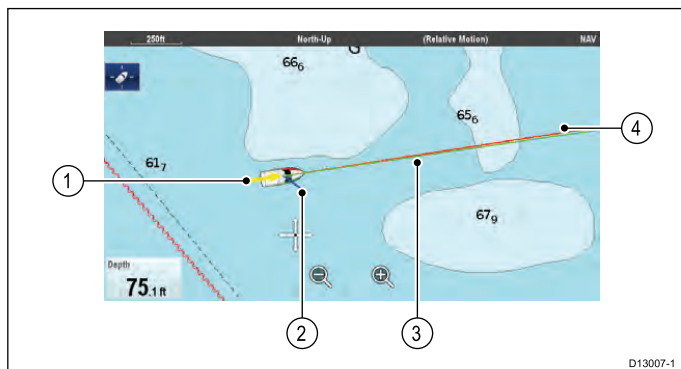 250ft North-Up (Relative Motion) NAV
G
66₆
65₆
4
1
61₇
67₉
Depth
75.1 ft
2
3
D13007-1